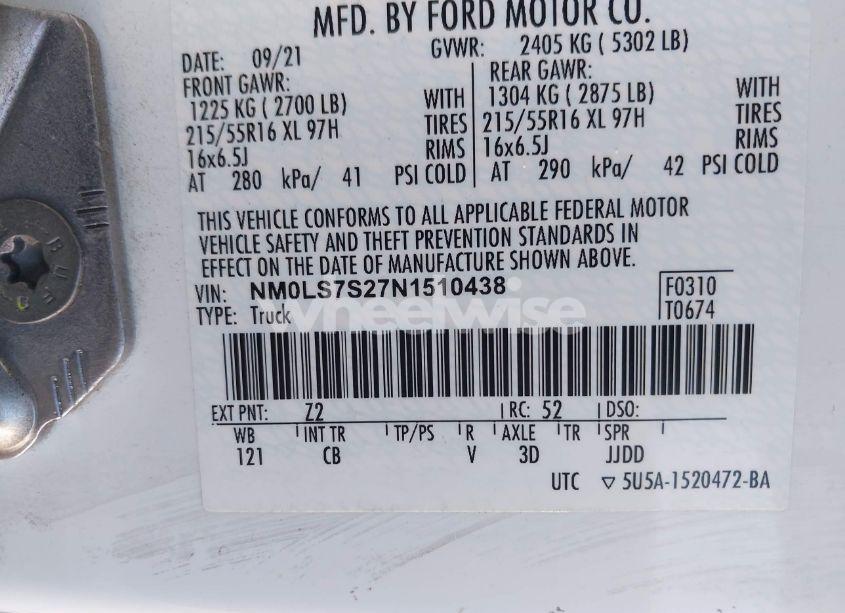 MFD. BY FORD MOTOR CO.
DATE: 09/21 GVWR: 2405 KG ( 5302 LB)
FRONT GAWR: REAR GAWR:
1225 KG ( 2700 LB) WITH 1304 KG ( 2875 LB) WITH
215/55R16 XL 97H TIRES 215/55R16 XL 97H TIRES
16x6.5J RIMS 16x6.5J RIMS
AT 280 kPa/ 41 PSI COLD AT 290 kPa/ 42 PSI COLD
THIS VEHICLE CONFORMS TO ALL APPLICABLE FEDERAL MOTOR
VEHICLE SAFETY AND THEFT PREVENTION STANDARDS IN
EFFECT ON THE DATE OF MANUFACTURE SHOWN ABOVE.
VIN: NM0LS7S27N1510438 F0310
TYPE: Truck T0674
wheelwise
EXT PNT: Z2 RC: 52 DSO:
WB INT TR TP/PS R AXLE TR SPR
121 CB V 3D JJDD
UTC ▽ 5U5A-1520472-BA